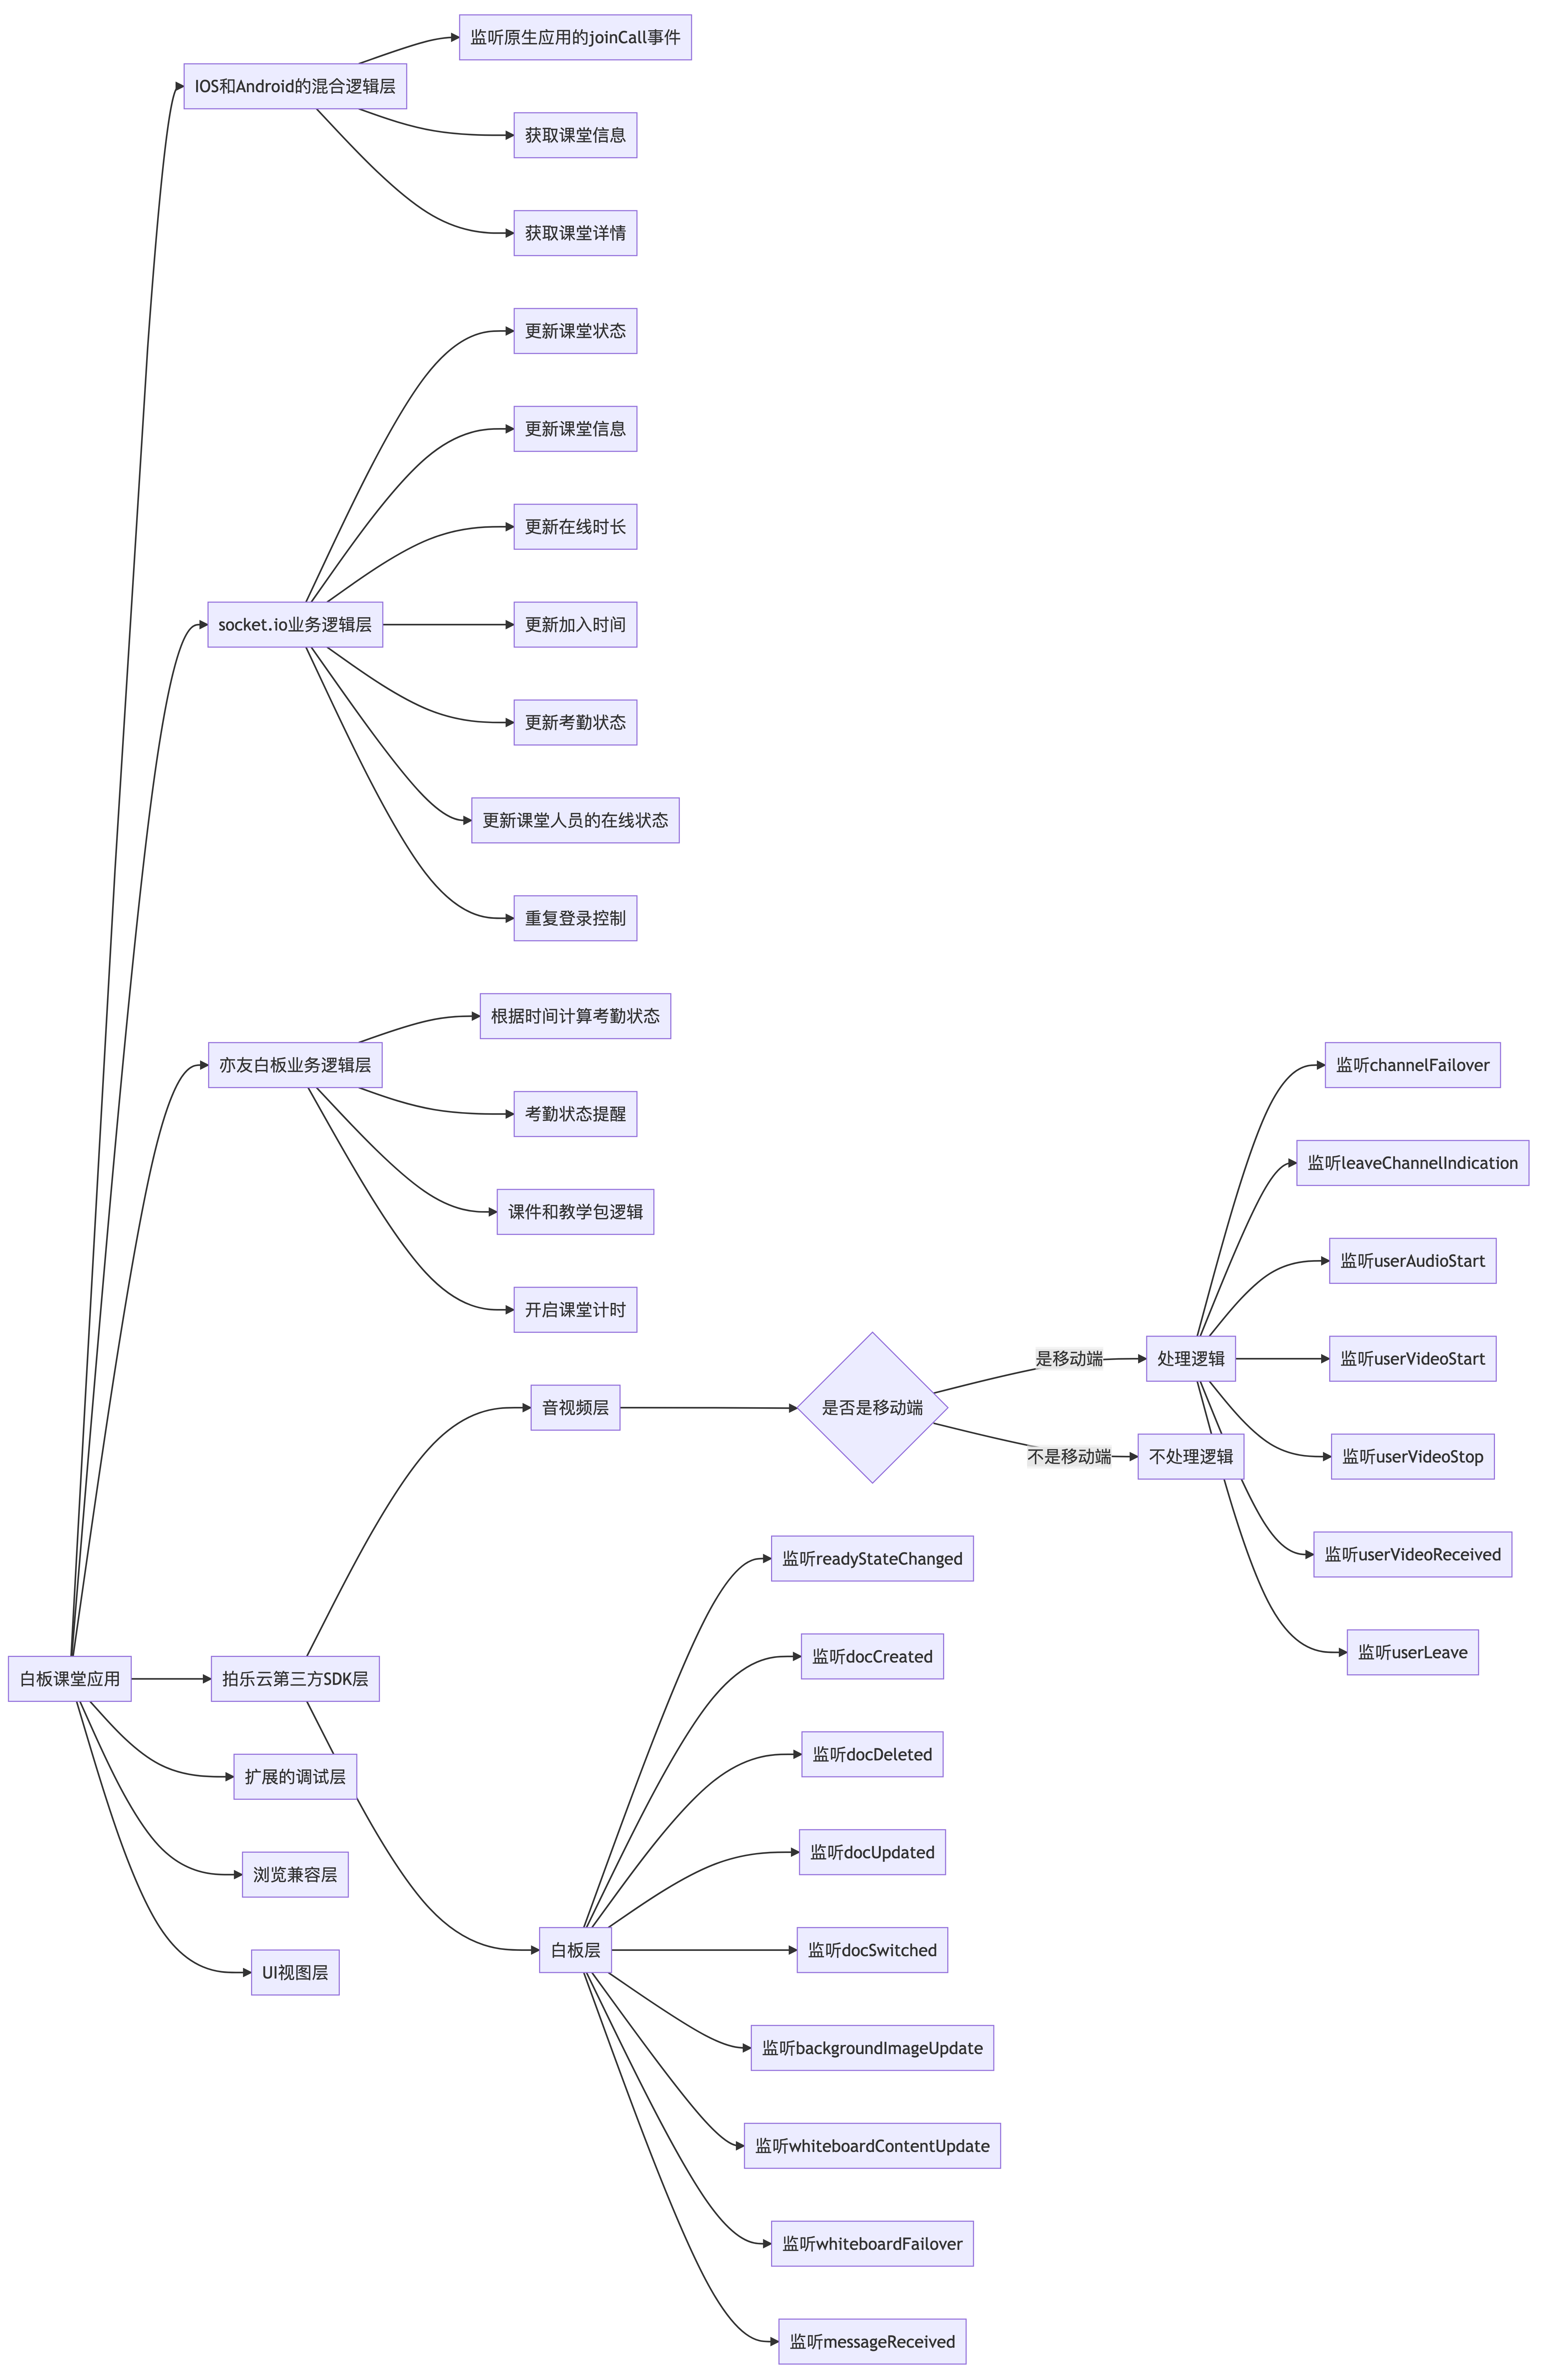 监听原生应用的joinCall事件
IOS和Android的混合逻辑层
获取课堂信息
获取课堂详情
更新课堂状态
更新课堂信息
更新在线时长
socket.io业务逻辑层
更新加入时间
更新考勤状态
更新课堂人员的在线状态
重复登录控制
根据时间计算考勤状态
亦友白板业务逻辑层
考勤状态提醒
课件和教学包逻辑
开启课堂计时
监听channelFailover
监听leaveChannelIndication
监听userAudioStart
是移动端
处理逻辑
监听userVideoStart
音视频层
是否是移动端
不是移动端
不处理逻辑
监听userVideoStop
监听userVideoReceived
监听userLeave
监听readyStateChanged
监听docCreated
白板课堂应用
拍乐云第三方SDK层
监听docDeleted
扩展的调试层
监听docUpdated
浏览兼容层
白板层
监听docSwitched
UI视图层
监听backgroundImageUpdate
监听whiteboardContentUpdate
监听whiteboardFailover
监听messageReceived